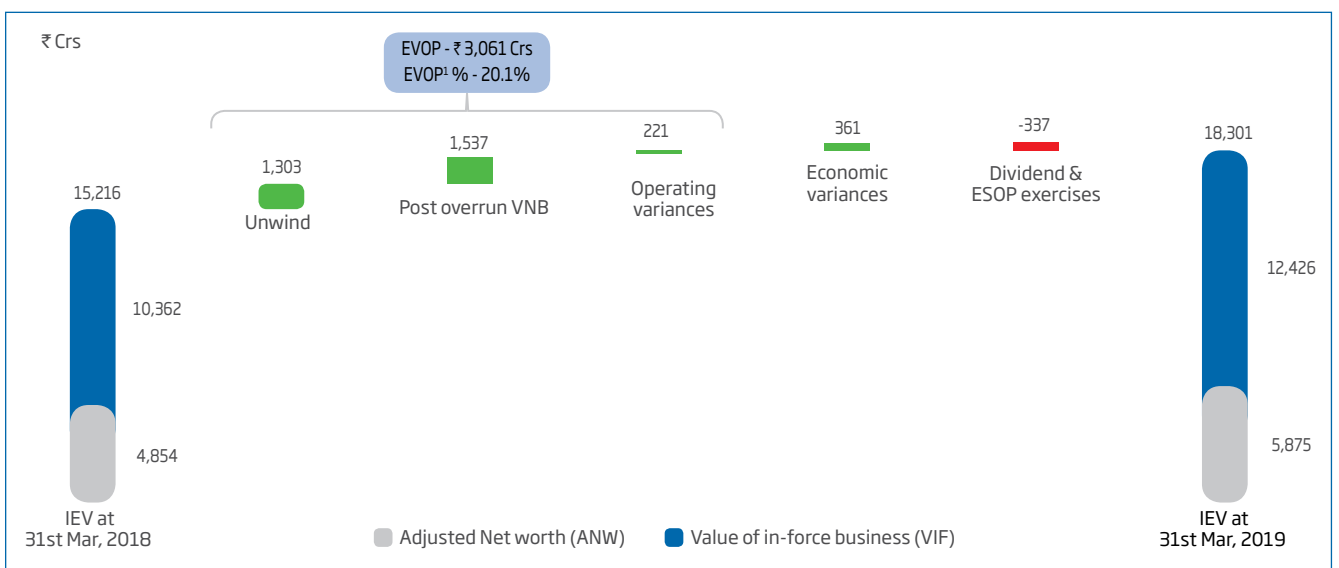 ₹ Crs
EVOP - ₹ 3,061 Crs
EVOP¹ % - 20.1%
15,216
1,303
1,537
221
361
-337
18,301
Unwind
Post overrun VNB
Operating
variances
Economic
variances
Dividend &
ESOP exercises
10,362
12,426
4,854
5,875
IEV at
31st Mar, 2018
Adjusted Net worth (ANW)
Value of in-force business (VIF)
IEV at
31st Mar, 2019